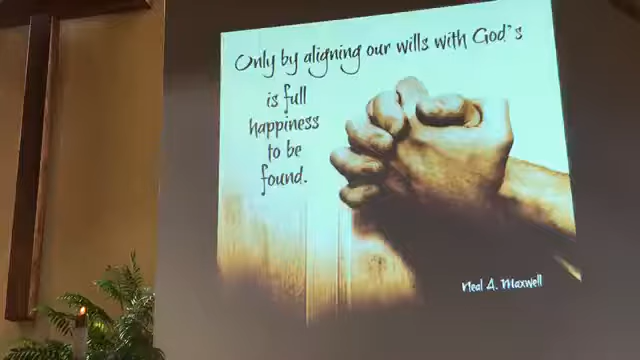 Only by aligning our wills with God's
is full
happiness
to be
found.
Neal A. Maxwell